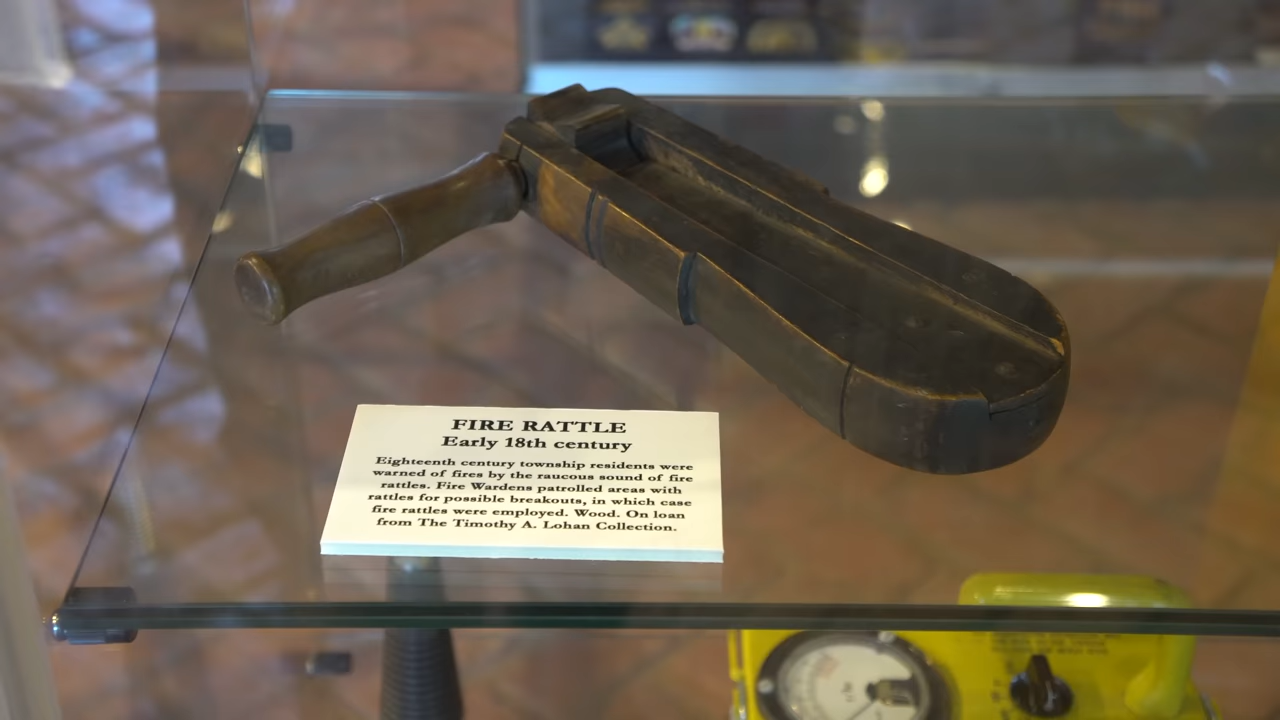 FIRE RATTLE
Early 18th century
Eighteenth century township residents were
warned of fires by the raucous sound of fire
rattles. Fire Wardens patrolled areas with
rattles for possible breakouts, in which case
fire rattles were employed. Wood. On loan
from The Timothy A. Lohan Collection.